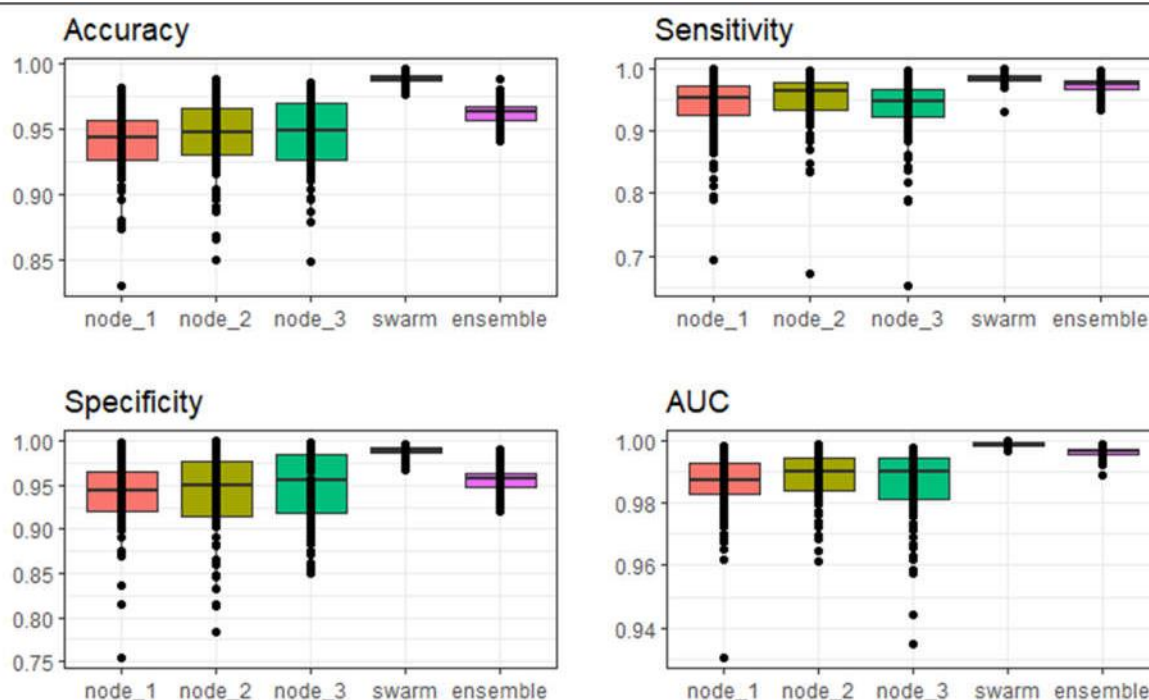 Accuracy
1.00
0.95
0.90
0.85
node_1 node_2 node_3 swarm ensemble
Sensitivity
1.0
0.9
0.8
0.7
node_1 node_2 node_3 swarm ensemble
Specificity
1.00
0.95
0.90
0.85
0.80
0.75
node_1 node_2 node_3 swarm ensemble
AUC
1.00
0.98
0.96
0.94
node_1 node_2 node_3 swarm ensemble